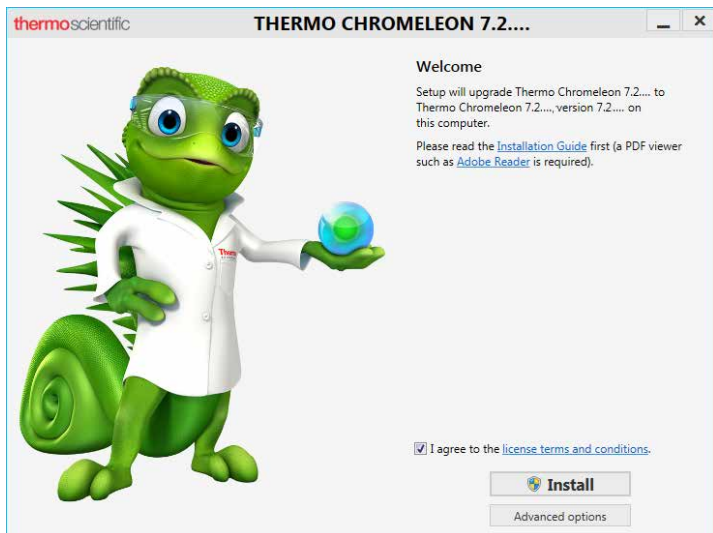 thermoscientific
THERMO CHROMELEON 7.2....
Welcome
Setup will upgrade Thermo Chromeleon 7.2.... to
Thermo Chromeleon 7.2...., version 7.2.... on
this computer.
Please read the Installation Guide first (a PDF viewer
such as Adobe Reader is required).
Thermo
I agree to the license terms and conditions.
Install
Advanced options